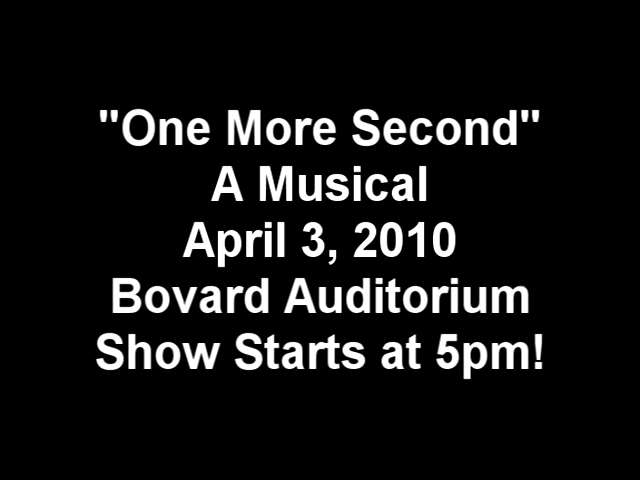 "One More Second"
A Musical
April 3, 2010
Bovard Auditorium
Show Starts at 5pm!